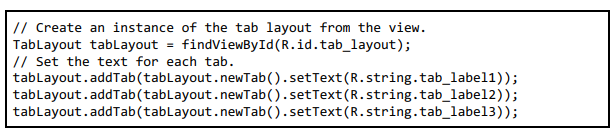 // Create an instance of the tab layout from the view.
TabLayout tabLayout = findViewById(R.id.tab_layout);
// Set the text for each tab.
tabLayout.addTab(tabLayout.newTab().setText(R.string.tab_label1));
tabLayout.addTab(tabLayout.newTab().setText(R.string.tab_label2));
tabLayout.addTab(tabLayout.newTab().setText(R.string.tab_label3));